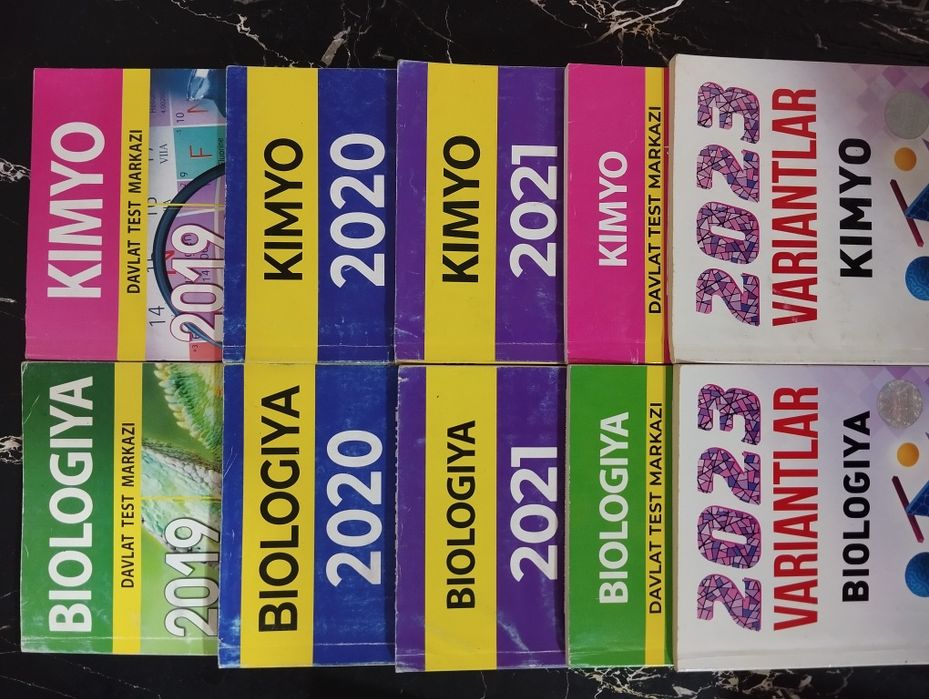 KIMYO
DAVLAT TEST MARKAZI
2019
KIMYO
2020
KIMYO
2021
KIMYO
DAVLAT TEST MARKAZI
2023
VARIANTLAR
KIMYO
BIOLOGIYA
DAVLAT TEST MARKAZI
2019
BIOLOGIYA
2020
BIOLOGIYA
2021
BIOLOGIYA
DAVLAT TEST MARKAZI
2023
VARIANTLAR
BIOLOGIYA